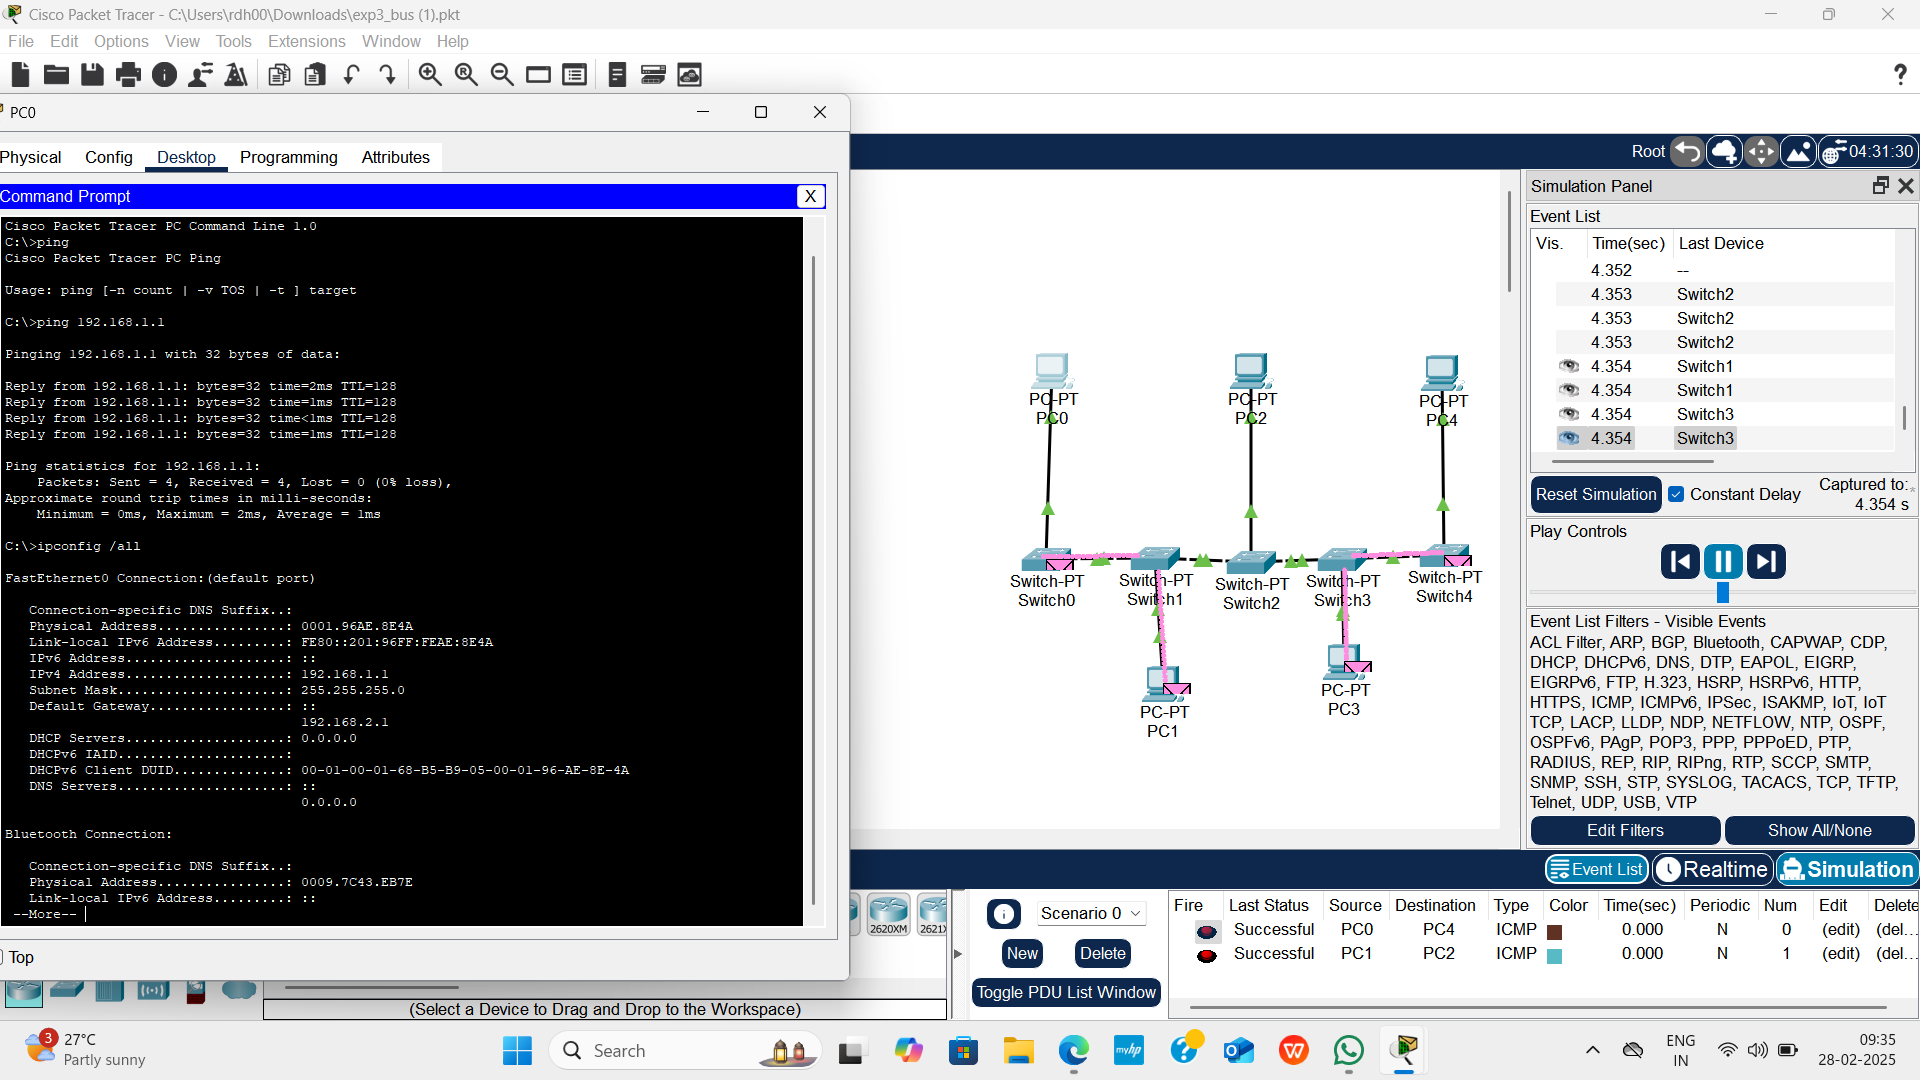 Cisco Packet Tracer - C:\Users\rdh00\Downloads\exp3_bus (1).pkt
File Edit Options View Tools Extensions Window Help
PC0
Physical Config Desktop Programming Attributes
Command Prompt X
Cisco Packet Tracer PC Command Line 1.0
C:\>ping
Cisco Packet Tracer PC Ping
Usage: ping [-n count | -v TOS | -t ] target
C:\>ping 192.168.1.1
Pinging 192.168.1.1 with 32 bytes of data:
Reply from 192.168.1.1: bytes=32 time=2ms TTL=128
Reply from 192.168.1.1: bytes=32 time=1ms TTL=128
Reply from 192.168.1.1: bytes=32 time<1ms TTL=128
Reply from 192.168.1.1: bytes=32 time=1ms TTL=128
Ping statistics for 192.168.1.1:
Packets: Sent = 4, Received = 4, Lost = 0 (0% loss),
Approximate round trip times in milli-seconds:
Minimum = 0ms, Maximum = 2ms, Average = 1ms
C:\>ipconfig /all
FastEthernet0 Connection:(default port)
Connection-specific DNS Suffix..:
Physical Address................: 0001.96AE.8E4A
Link-local IPv6 Address.........: FE80::201:96FF:FEAE:8E4A
IPv6 Address....................: ::
IPv4 Address....................: 192.168.1.1
Subnet Mask.....................: 255.255.255.0
Default Gateway.................: ::
192.168.2.1
DHCP Servers....................: 0.0.0.0
DHCPv6 IAID.....................:
DHCPv6 Client DUID..............: 00-01-00-01-68-B5-B9-05-00-01-96-AE-8E-4A
DNS Servers.....................: ::
0.0.0.0
Bluetooth Connection:
Connection-specific DNS Suffix..:
Physical Address................: 0009.7C43.EB7E
Link-local IPv6 Address.........: ::
--More--
Top
Root 04:31:30
PC-PT
PC0
PC-PT
PC2
PC-PT
PC4
Switch-PT
Switch0
Switch-PT
Switch1
Switch-PT
Switch2
Switch-PT
Switch3
Switch-PT
Switch4
PC-PT
PC1
PC-PT
PC3
Simulation Panel
Event List
Vis. Time(sec) Last Device
4.352 --
4.353 Switch2
4.353 Switch2
4.353 Switch2
4.354 Switch1
4.354 Switch1
4.354 Switch3
4.354 Switch3
Reset Simulation Constant Delay Captured to:
4.354 s
Play Controls
Event List Filters - Visible Events
ACL Filter, ARP, BGP, Bluetooth, CAPWAP, CDP,
DHCP, DHCPv6, DNS, DTP, EAPOL, EIGRP,
EIGRPv6, FTP, H.323, HSRP, HSRPv6, HTTP,
HTTPS, ICMP, ICMPv6, IPSec, ISAKMP, IoT, IoT
TCP, LACP, LLDP, NDP, NETFLOW, NTP, OSPF,
OSPFv6, PAgP, POP3, PPP, PPPoED, PTP,
RADIUS, REP, RIP, RIPng, RTP, SCCP, SMTP,
SNMP, SSH, STP, SYSLOG, TACACS, TCP, TFTP,
Telnet, UDP, USB, VTP
Edit Filters Show All/None
Event List Realtime Simulation
2620XM 2621X
(Select a Device to Drag and Drop to the Workspace)
Scenario 0
New Delete
Toggle PDU List Window
Fire Last Status Source Destination Type Color Time(sec) Periodic Num Edit Delete
Successful PC0 PC4 ICMP 0.000 N 0 (edit) (del...
Successful PC1 PC2 ICMP 0.000 N 1 (edit) (del...
3
27°C
Partly sunny
Search
myhp
ENG
IN
09:35
28-02-2025